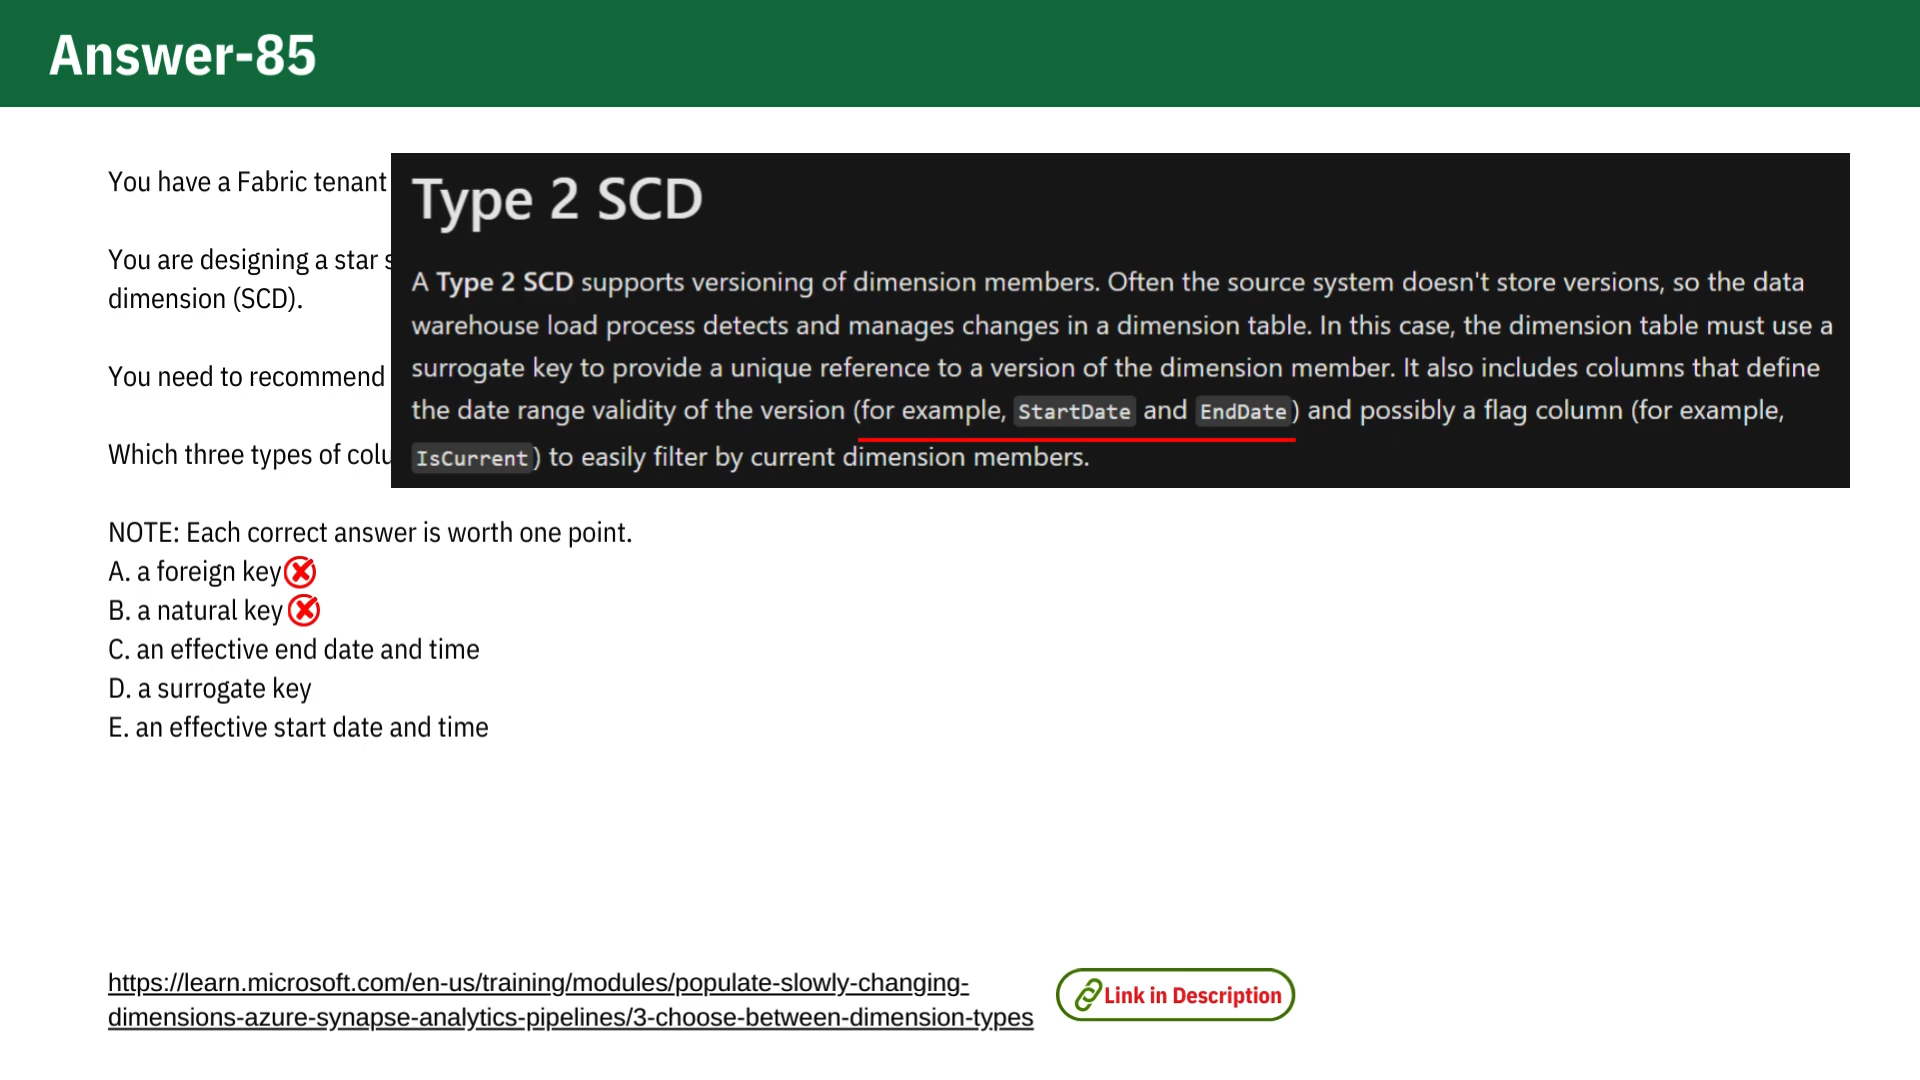 Answer-85
You have a Fabric tenant
You are designing a star
dimension (SCD).
You need to recommend
Which three types of colu
Type 2 SCD
A Type 2 SCD supports versioning of dimension members. Often the source system doesn't store versions, so the data
warehouse load process detects and manages changes in a dimension table. In this case, the dimension table must use a
surrogate key to provide a unique reference to a version of the dimension member. It also includes columns that define
the date range validity of the version (for example, StartDate and EndDate) and possibly a flag column (for example,
IsCurrent) to easily filter by current dimension members.
NOTE: Each correct answer is worth one point.
A. a foreign key
B. a natural key
C. an effective end date and time
D. a surrogate key
E. an effective start date and time
https://learn.microsoft.com/en-us/training/modules/populate-slowly-changing-
dimensions-azure-synapse-analytics-pipelines/3-choose-between-dimension-types
Link in Description